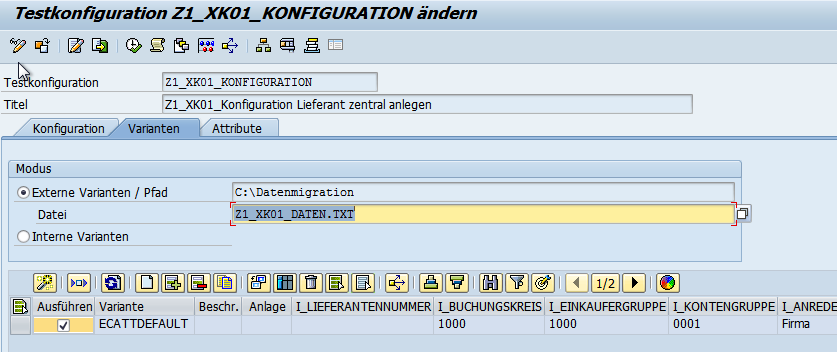 Testkonfiguration Z1_XK01_KONFIGURATION ändern
Testkonfiguration Z1_XK01_KONFIGURATION
Titel Z1_XK01_Konfiguration Lieferant zentral anlegen
Konfiguration Varianten Attribute
Modus
Externe Varianten / Pfad C:\Datenmigration
Datei Z1_XK01_DATEN.TXT
Interne Varianten
1/2
Ausführen Variante Beschr. Anlage I_LIEFERANTENNUMMER I_BUCHUNGSKREIS I_EINKAUFERGRUPPE I_KONTENGRUPPE I_ANREDE
ECATTDEFAULT 1000 1000 0001 Firma